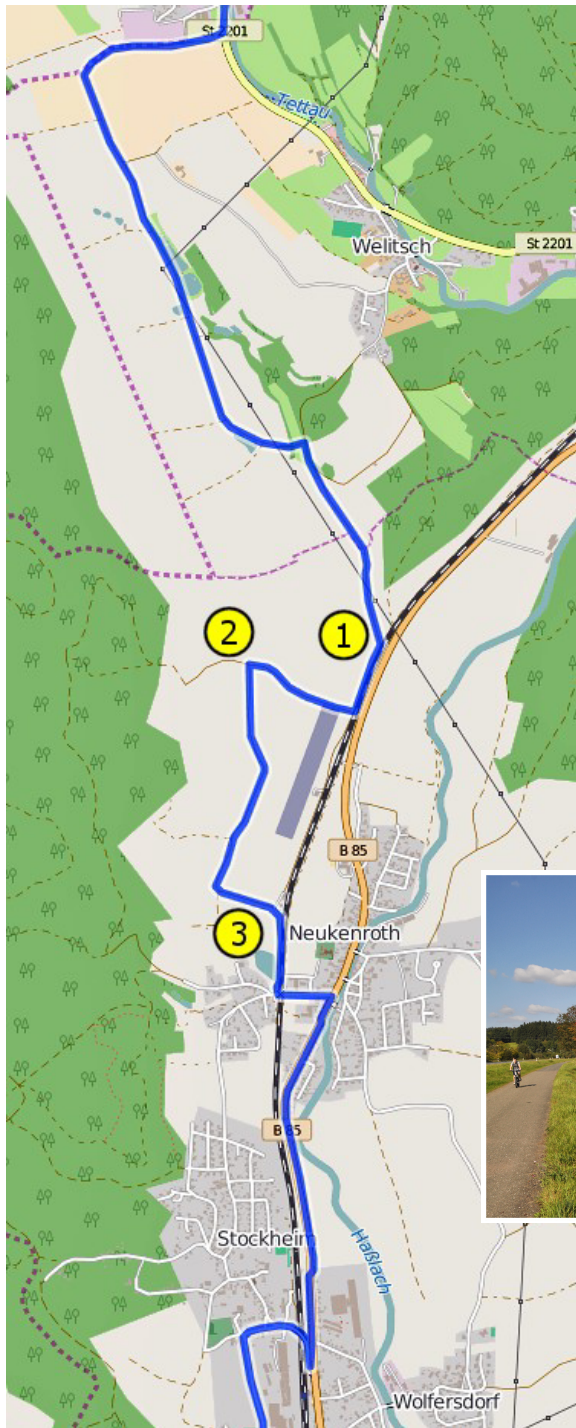 St 2201
Tettau
Welitsch
St 2201
2
1
B 85
3
Neukenroth
B 85
Stockheim
Haßlach
Wolfersdorf